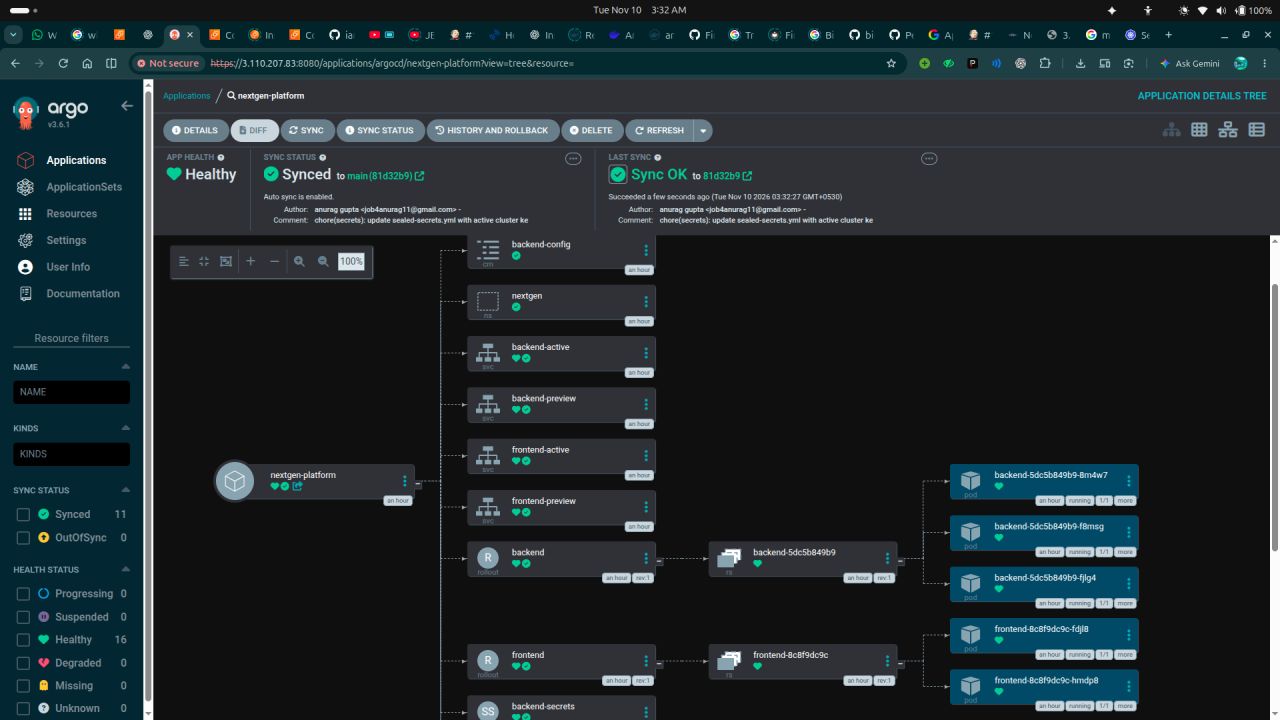 Tue Nov 10 3:32 AM
100%
Not secure https://3.110.207.83:8080/applications/argocd/nextgen-platform?view=tree&resource=
Ask Gemini
argo
v3.6.1
Applications
ApplicationSets
Resources
Settings
User Info
Documentation
Resource filters
NAME
NAME
KINDS
KINDS
SYNC STATUS
Synced 11
OutOfSync 0
HEALTH STATUS
Progressing 0
Suspended 0
Healthy 16
Degraded 0
Missing 0
Unknown 0
Applications / nextgen-platform
APPLICATION DETAILS TREE
DETAILS
DIFF
SYNC
SYNC STATUS
HISTORY AND ROLLBACK
DELETE
REFRESH
APP HEALTH
Healthy
SYNC STATUS
Synced to main (81d32b9)
Auto sync is enabled.
Author: anurag gupta <job4anurag11@gmail.com> -
Comment: chore(secrets): update sealed-secrets.yml with active cluster ke
LAST SYNC
Sync OK to 81d32b9
Succeeded a few seconds ago (Tue Nov 10 2026 03:32:27 GMT+0530)
Author: anurag gupta <job4anurag11@gmail.com> -
Comment: chore(secrets): update sealed-secrets.yml with active cluster ke
100%
nextgen-platform
an hour
backend-config
cm
an hour
nextgen
ns
an hour
backend-active
svc
an hour
backend-preview
svc
an hour
frontend-active
svc
an hour
frontend-preview
svc
an hour
R
backend
rollout
an hour rev:1
backend-5dc5b849b9
rs
an hour rev:1
backend-5dc5b849b9-8m4w7
pod
an hour running 1/1 more
backend-5dc5b849b9-f8msg
pod
an hour running 1/1 more
backend-5dc5b849b9-fjlg4
pod
an hour running 1/1 more
R
frontend
rollout
an hour rev:1
frontend-8c8f9dc9c
rs
an hour rev:1
frontend-8c8f9dc9c-fdjl8
pod
an hour running 1/1 more
frontend-8c8f9dc9c-hmdp8
pod
an hour running 1/1 more
SS
backend-secrets